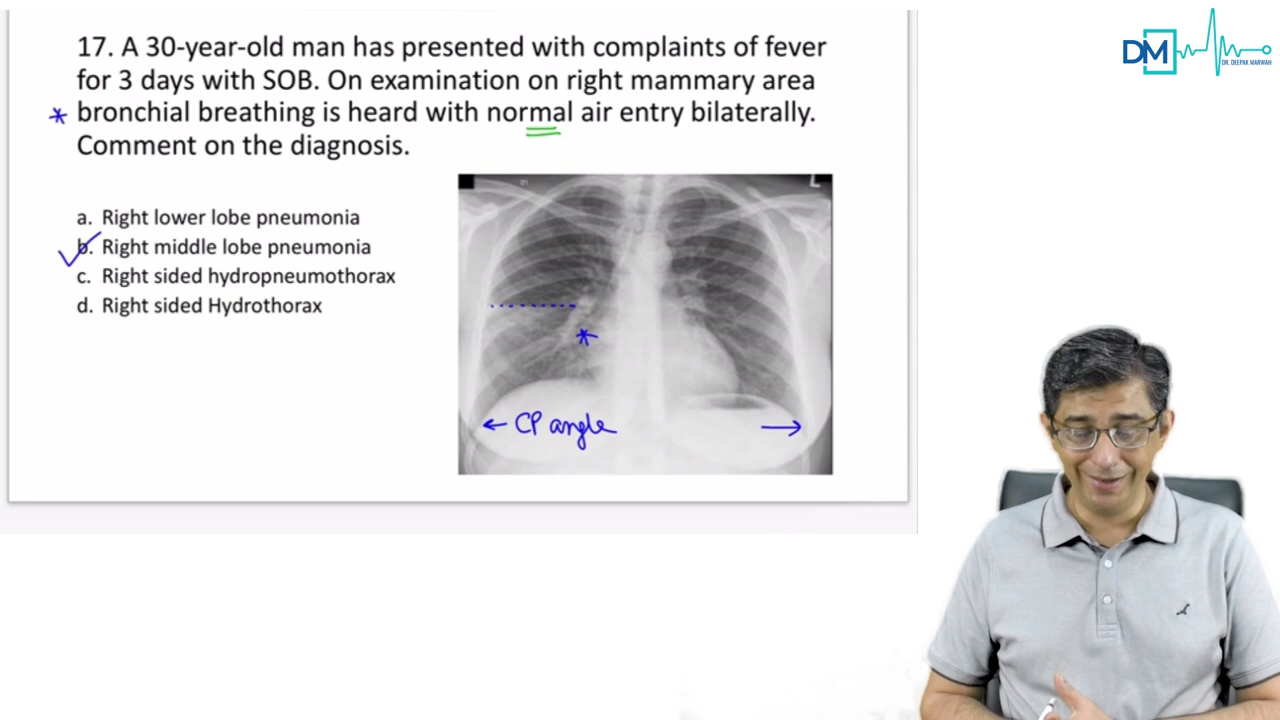 17. A 30-year-old man has presented with complaints of fever
for 3 days with SOB. On examination on right mammary area
* bronchial breathing is heard with normal air entry bilaterally.
Comment on the diagnosis.
a. Right lower lobe pneumonia
b. Right middle lobe pneumonia
c. Right sided hydropneumothorax
d. Right sided Hydrothorax
L
*
← CP angle →
DM
DR. DEEPAK MARWAH